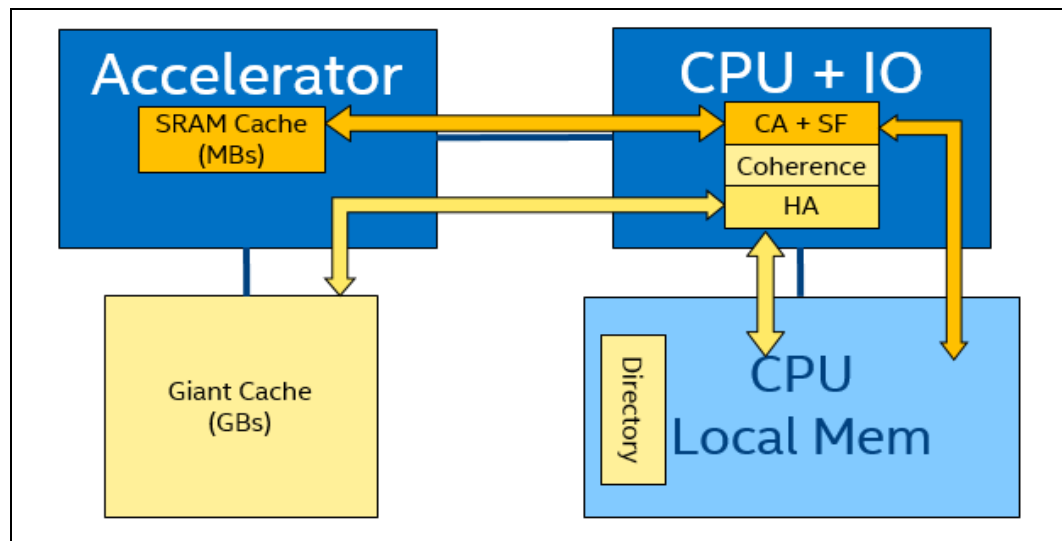 Accelerator
SRAM Cache
(MBs)
CPU + IO
CA + SF
Coherence
HA
Giant Cache
(GBs)
Directory
CPU
Local Mem